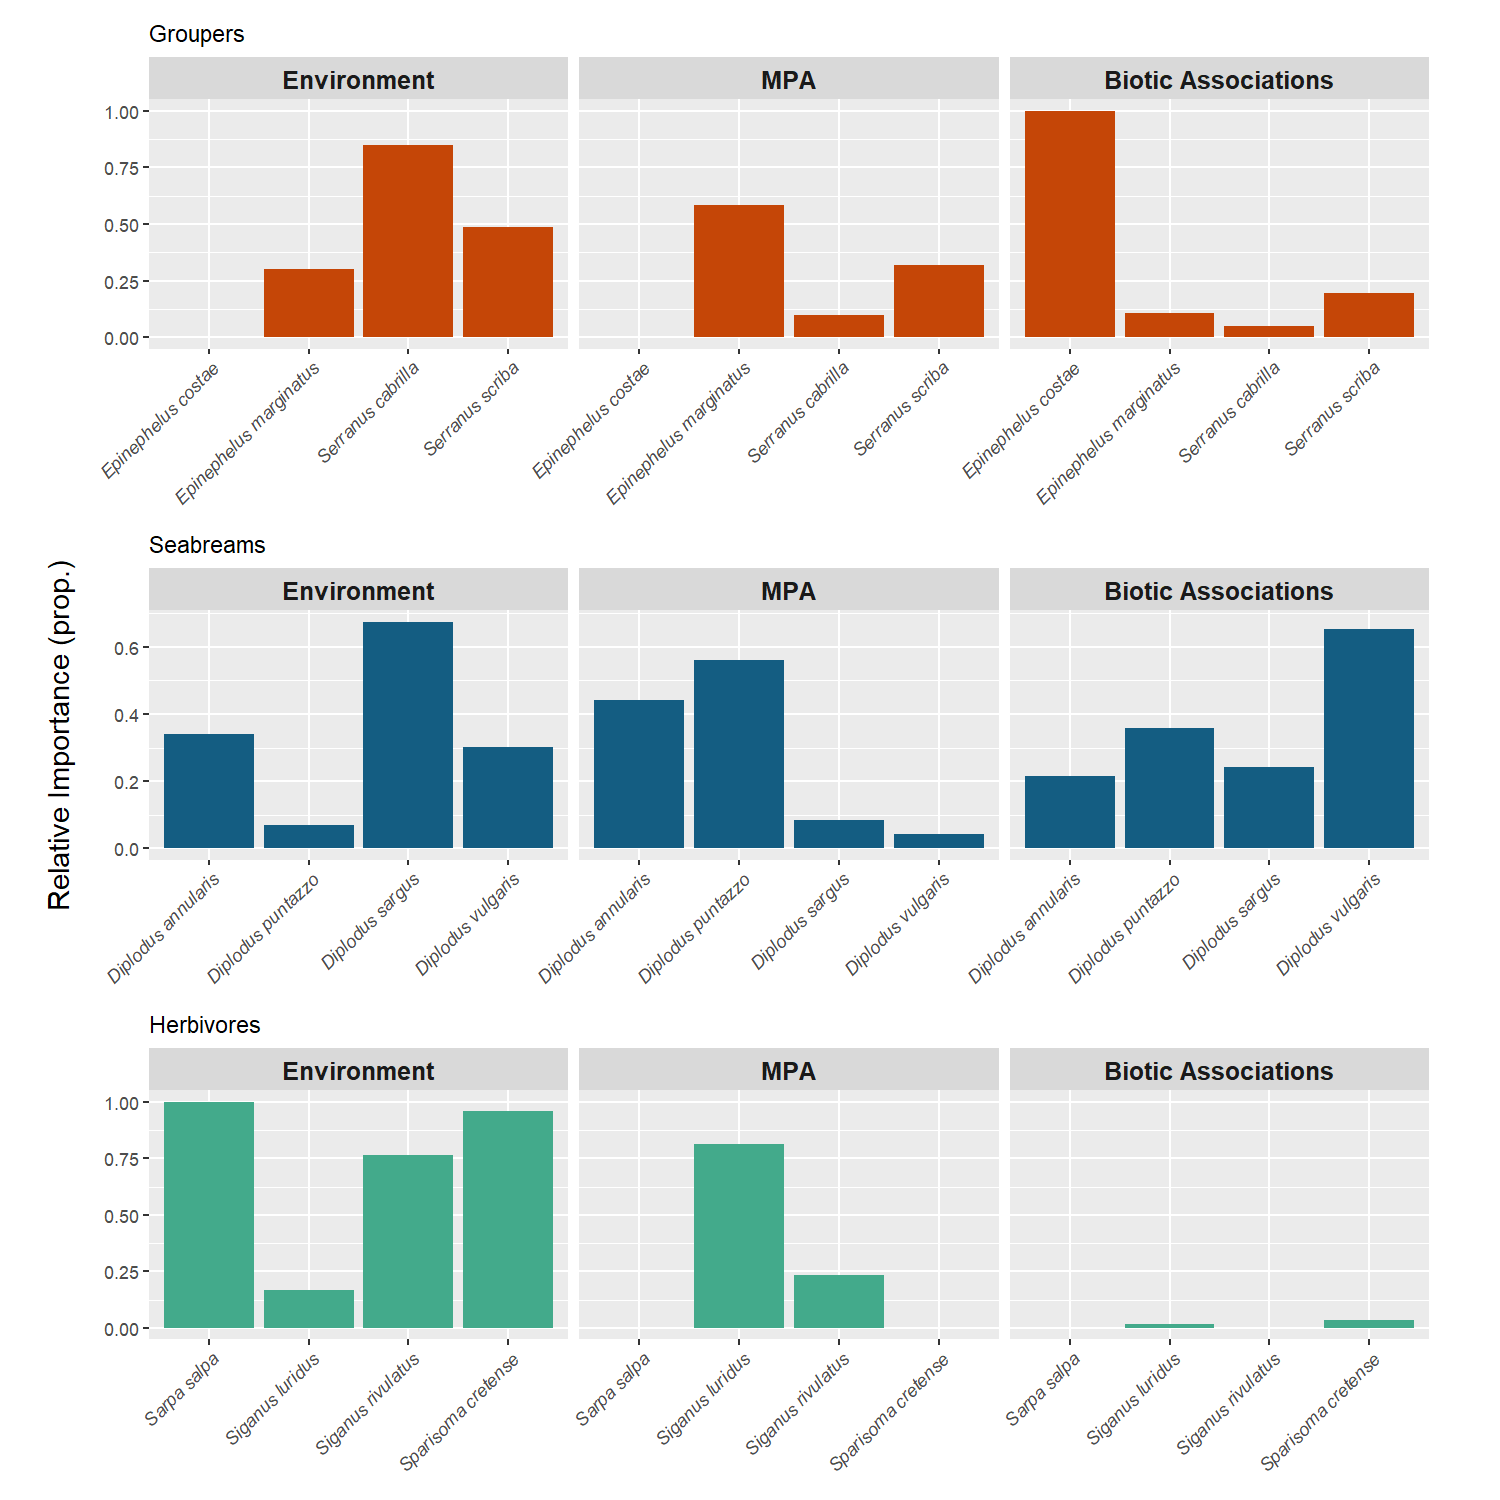 Groupers
Environment
MPA
Biotic Associations
1.00
0.75
0.50
0.25
0.00
Epinephelus costae
Epinephelus marginatus
Serranus cabrilla
Serranus scriba
Epinephelus costae
Epinephelus marginatus
Serranus cabrilla
Serranus scriba
Epinephelus costae
Epinephelus marginatus
Serranus cabrilla
Serranus scriba
Relative Importance (prop.)
Seabreams
Environment
MPA
Biotic Associations
0.6
0.4
0.2
0.0
Diplodus annularis
Diplodus puntazzo
Diplodus sargus
Diplodus vulgaris
Diplodus annularis
Diplodus puntazzo
Diplodus sargus
Diplodus vulgaris
Diplodus annularis
Diplodus puntazzo
Diplodus sargus
Diplodus vulgaris
Herbivores
Environment
MPA
Biotic Associations
1.00
0.75
0.50
0.25
0.00
Sarpa salpa
Siganus luridus
Siganus rivulatus
Sparisoma cretense
Sarpa salpa
Siganus luridus
Siganus rivulatus
Sparisoma cretense
Sarpa salpa
Siganus luridus
Siganus rivulatus
Sparisoma cretense